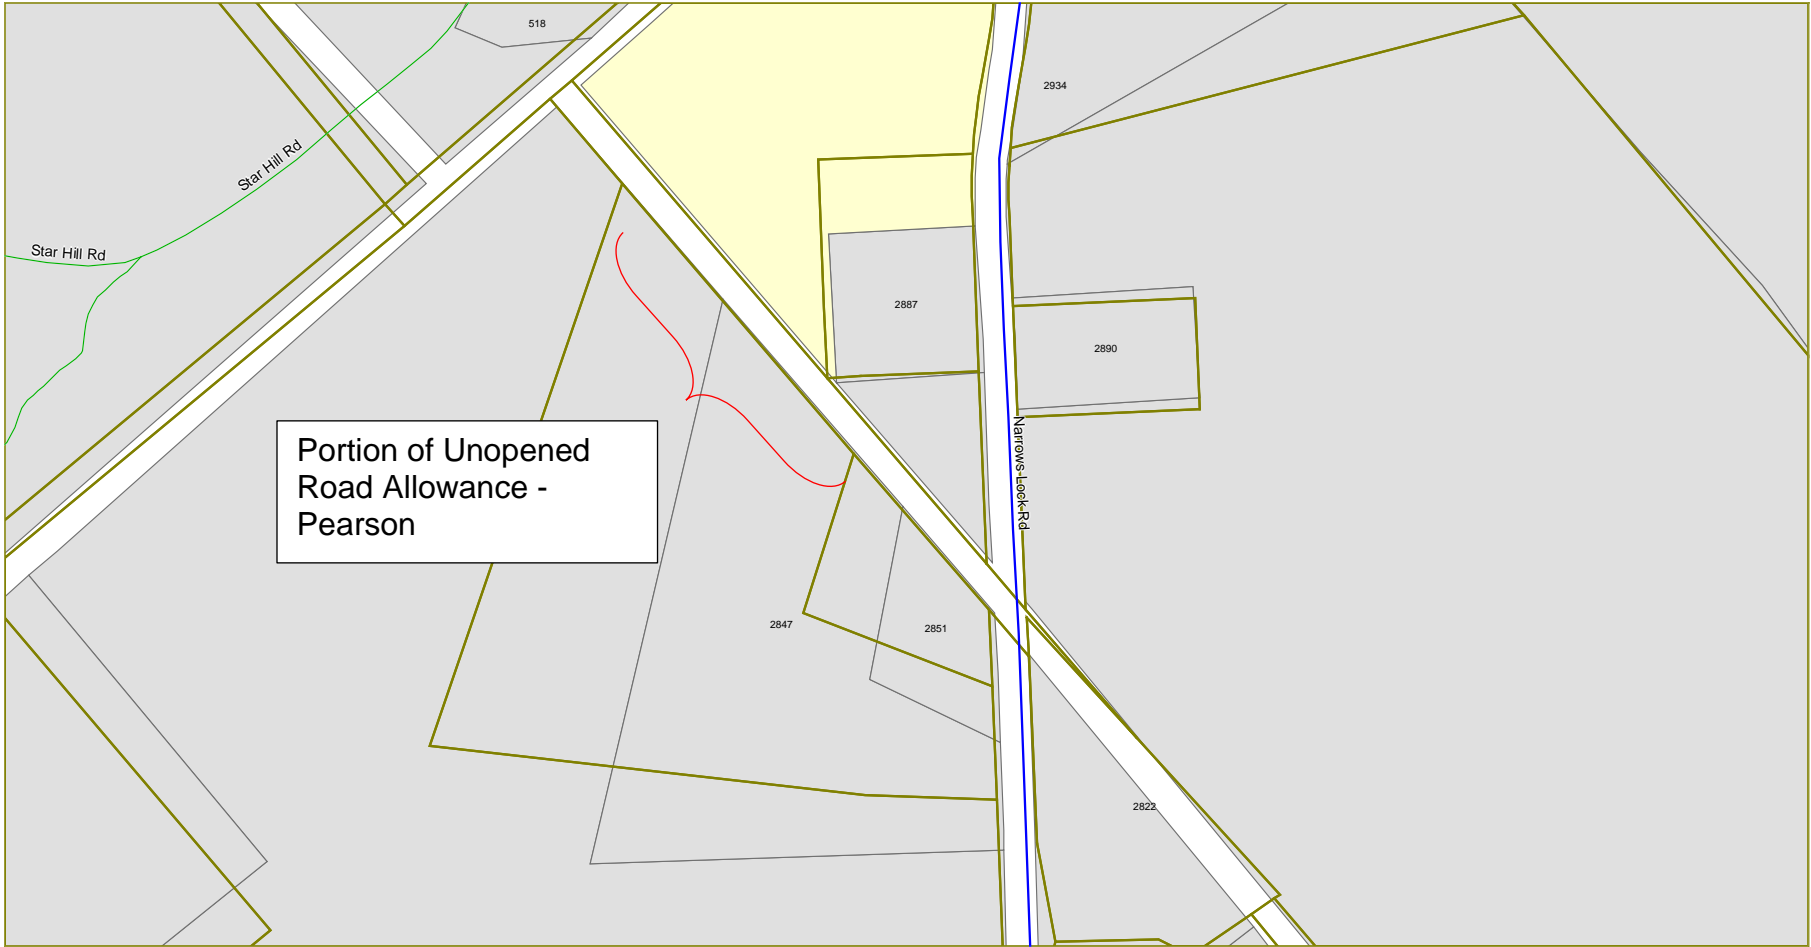 518
2934
Star Hill Rd
Star Hill Rd
2887
2890
Narrows Lock Rd
Portion of Unopened
Road Allowance -
Pearson
2847
2851
2822